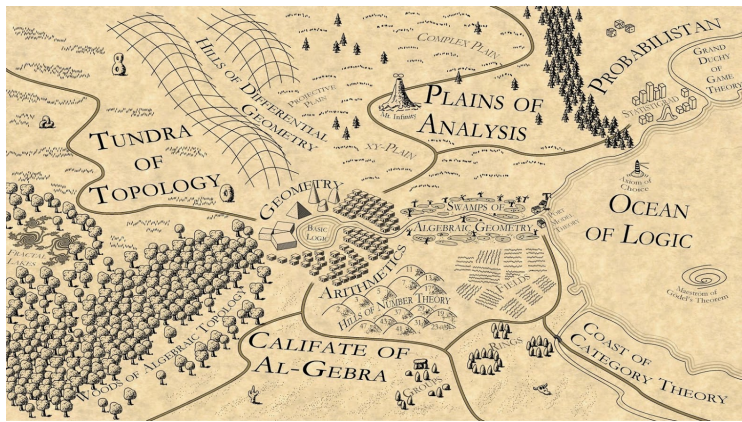 COMPLEX PLAIN
PROBABILISTAN
GRAND
DUCHY
OF
GAME
THEORY
HILLS OF DIFFERENTIAL
GEOMETRY
PROJECTIVE
PLAIN
Mt. Infinity
PLAINS OF
ANALYSIS
STATISTIGRAD
TUNDRA
OF
TOPOLOGY
XY-PLAIN
Axiom of
Choice
OCEAN
OF LOGIC
GEOMETRY
BASIC
LOGIC
SWAMPS OF
ALGEBRAIC GEOMETRY
PORT
MODEL
THEORY
FRACTAL
LAKES
ARITHMETICS
HILLS OF NUMBER THEORY
FIELDS
Maelstrom of
Gödel's Theorem
WOODS OF ALGEBRAIC TOPOLOGY
CALIFATE OF
AL-GEBRA
GROUPS
RINGS
COAST OF
CATEGORY THEORY